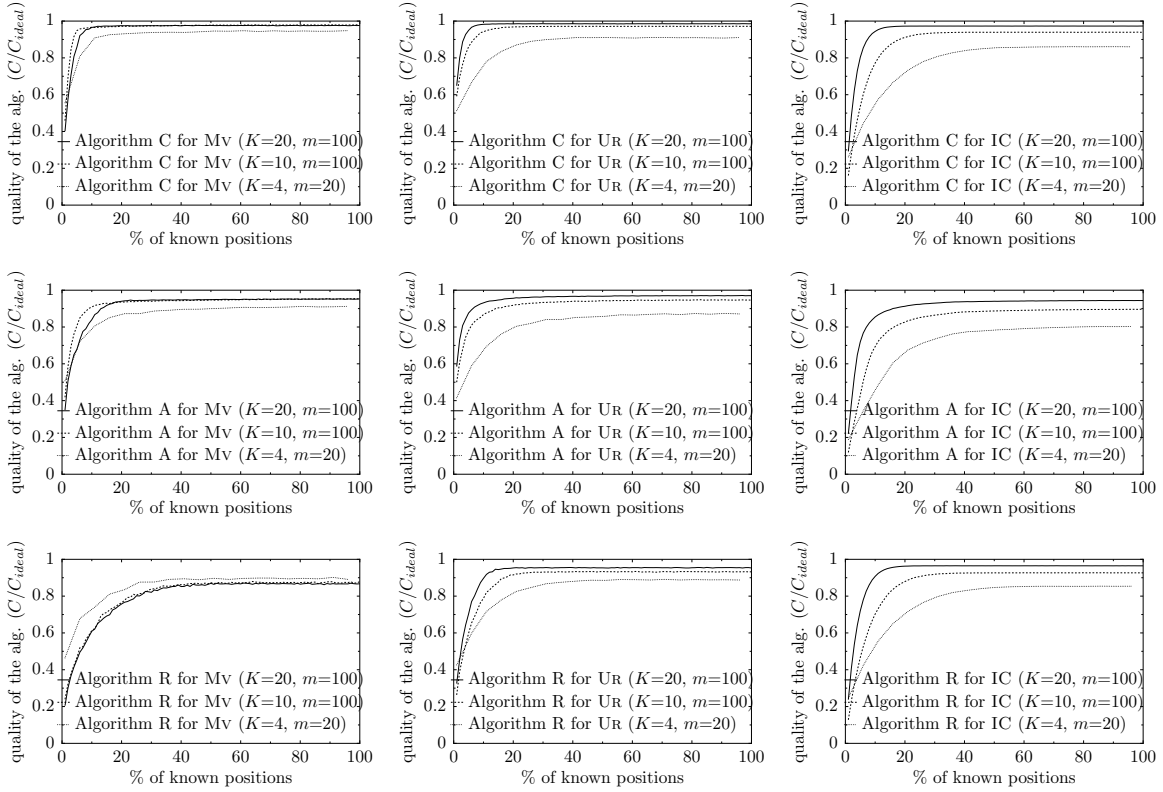 quality of the alg. (C/C_ideal)
1
0.8
0.6
0.4
0.2
0
Algorithm C for Mv (K=20, m=100)
Algorithm C for Mv (K=10, m=100)
Algorithm C for Mv (K=4, m=20)
0 20 40 60 80 100
% of known positions
quality of the alg. (C/C_ideal)
1
0.8
0.6
0.4
0.2
0
Algorithm C for Ur (K=20, m=100)
Algorithm C for Ur (K=10, m=100)
Algorithm C for Ur (K=4, m=20)
0 20 40 60 80 100
% of known positions
quality of the alg. (C/C_ideal)
1
0.8
0.6
0.4
0.2
0
Algorithm C for IC (K=20, m=100)
Algorithm C for IC (K=10, m=100)
Algorithm C for IC (K=4, m=20)
0 20 40 60 80 100
% of known positions
quality of the alg. (C/C_ideal)
1
0.8
0.6
0.4
0.2
0
Algorithm A for Mv (K=20, m=100)
Algorithm A for Mv (K=10, m=100)
Algorithm A for Mv (K=4, m=20)
0 20 40 60 80 100
% of known positions
quality of the alg. (C/C_ideal)
1
0.8
0.6
0.4
0.2
0
Algorithm A for Ur (K=20, m=100)
Algorithm A for Ur (K=10, m=100)
Algorithm A for Ur (K=4, m=20)
0 20 40 60 80 100
% of known positions
quality of the alg. (C/C_ideal)
1
0.8
0.6
0.4
0.2
0
Algorithm A for IC (K=20, m=100)
Algorithm A for IC (K=10, m=100)
Algorithm A for IC (K=4, m=20)
0 20 40 60 80 100
% of known positions
quality of the alg. (C/C_ideal)
1
0.8
0.6
0.4
0.2
0
Algorithm R for Mv (K=20, m=100)
Algorithm R for Mv (K=10, m=100)
Algorithm R for Mv (K=4, m=20)
0 20 40 60 80 100
% of known positions
quality of the alg. (C/C_ideal)
1
0.8
0.6
0.4
0.2
0
Algorithm R for Ur (K=20, m=100)
Algorithm R for Ur (K=10, m=100)
Algorithm R for Ur (K=4, m=20)
0 20 40 60 80 100
% of known positions
quality of the alg. (C/C_ideal)
1
0.8
0.6
0.4
0.2
0
Algorithm R for IC (K=20, m=100)
Algorithm R for IC (K=10, m=100)
Algorithm R for IC (K=4, m=20)
0 20 40 60 80 100
% of known positions